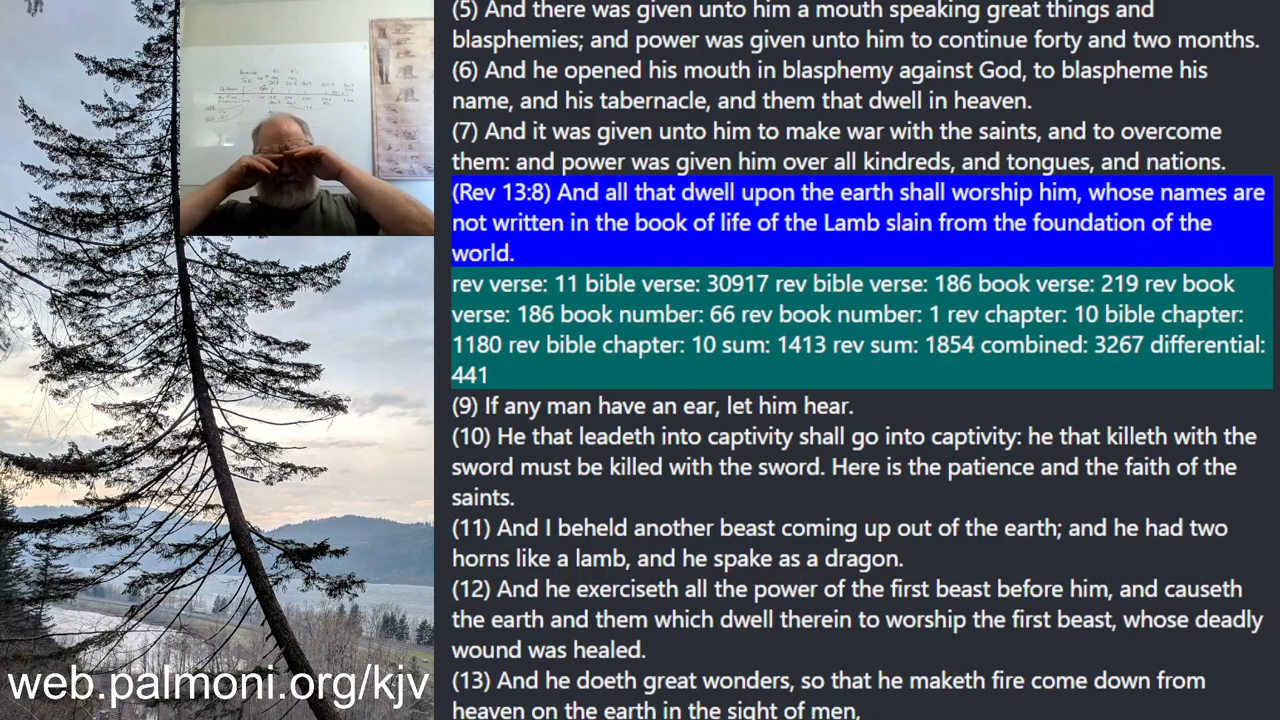 (5) And there was given unto him a mouth speaking great things and
blasphemies; and power was given unto him to continue forty and two months.
(6) And he opened his mouth in blasphemy against God, to blaspheme his
name, and his tabernacle, and them that dwell in heaven.
(7) And it was given unto him to make war with the saints, and to overcome
them: and power was given him over all kindreds, and tongues, and nations.
(Rev 13:8) And all that dwell upon the earth shall worship him, whose names are
not written in the book of life of the Lamb slain from the foundation of the
world.
rev verse: 11 bible verse: 30917 rev bible verse: 186 book verse: 219 rev book
verse: 186 book number: 66 rev book number: 1 rev chapter: 10 bible chapter:
1180 rev bible chapter: 10 sum: 1413 rev sum: 1854 combined: 3267 differential:
441
(9) If any man have an ear, let him hear.
(10) He that leadeth into captivity shall go into captivity: he that killeth with the
sword must be killed with the sword. Here is the patience and the faith of the
saints.
(11) And I beheld another beast coming up out of the earth; and he had two
horns like a lamb, and he spake as a dragon.
(12) And he exerciseth all the power of the first beast before him, and causeth
the earth and them which dwell therein to worship the first beast, whose deadly
wound was healed.
(13) And he doeth great wonders, so that he maketh fire come down from
heaven on the earth in the sight of men,
web.palmoni.org/kjv